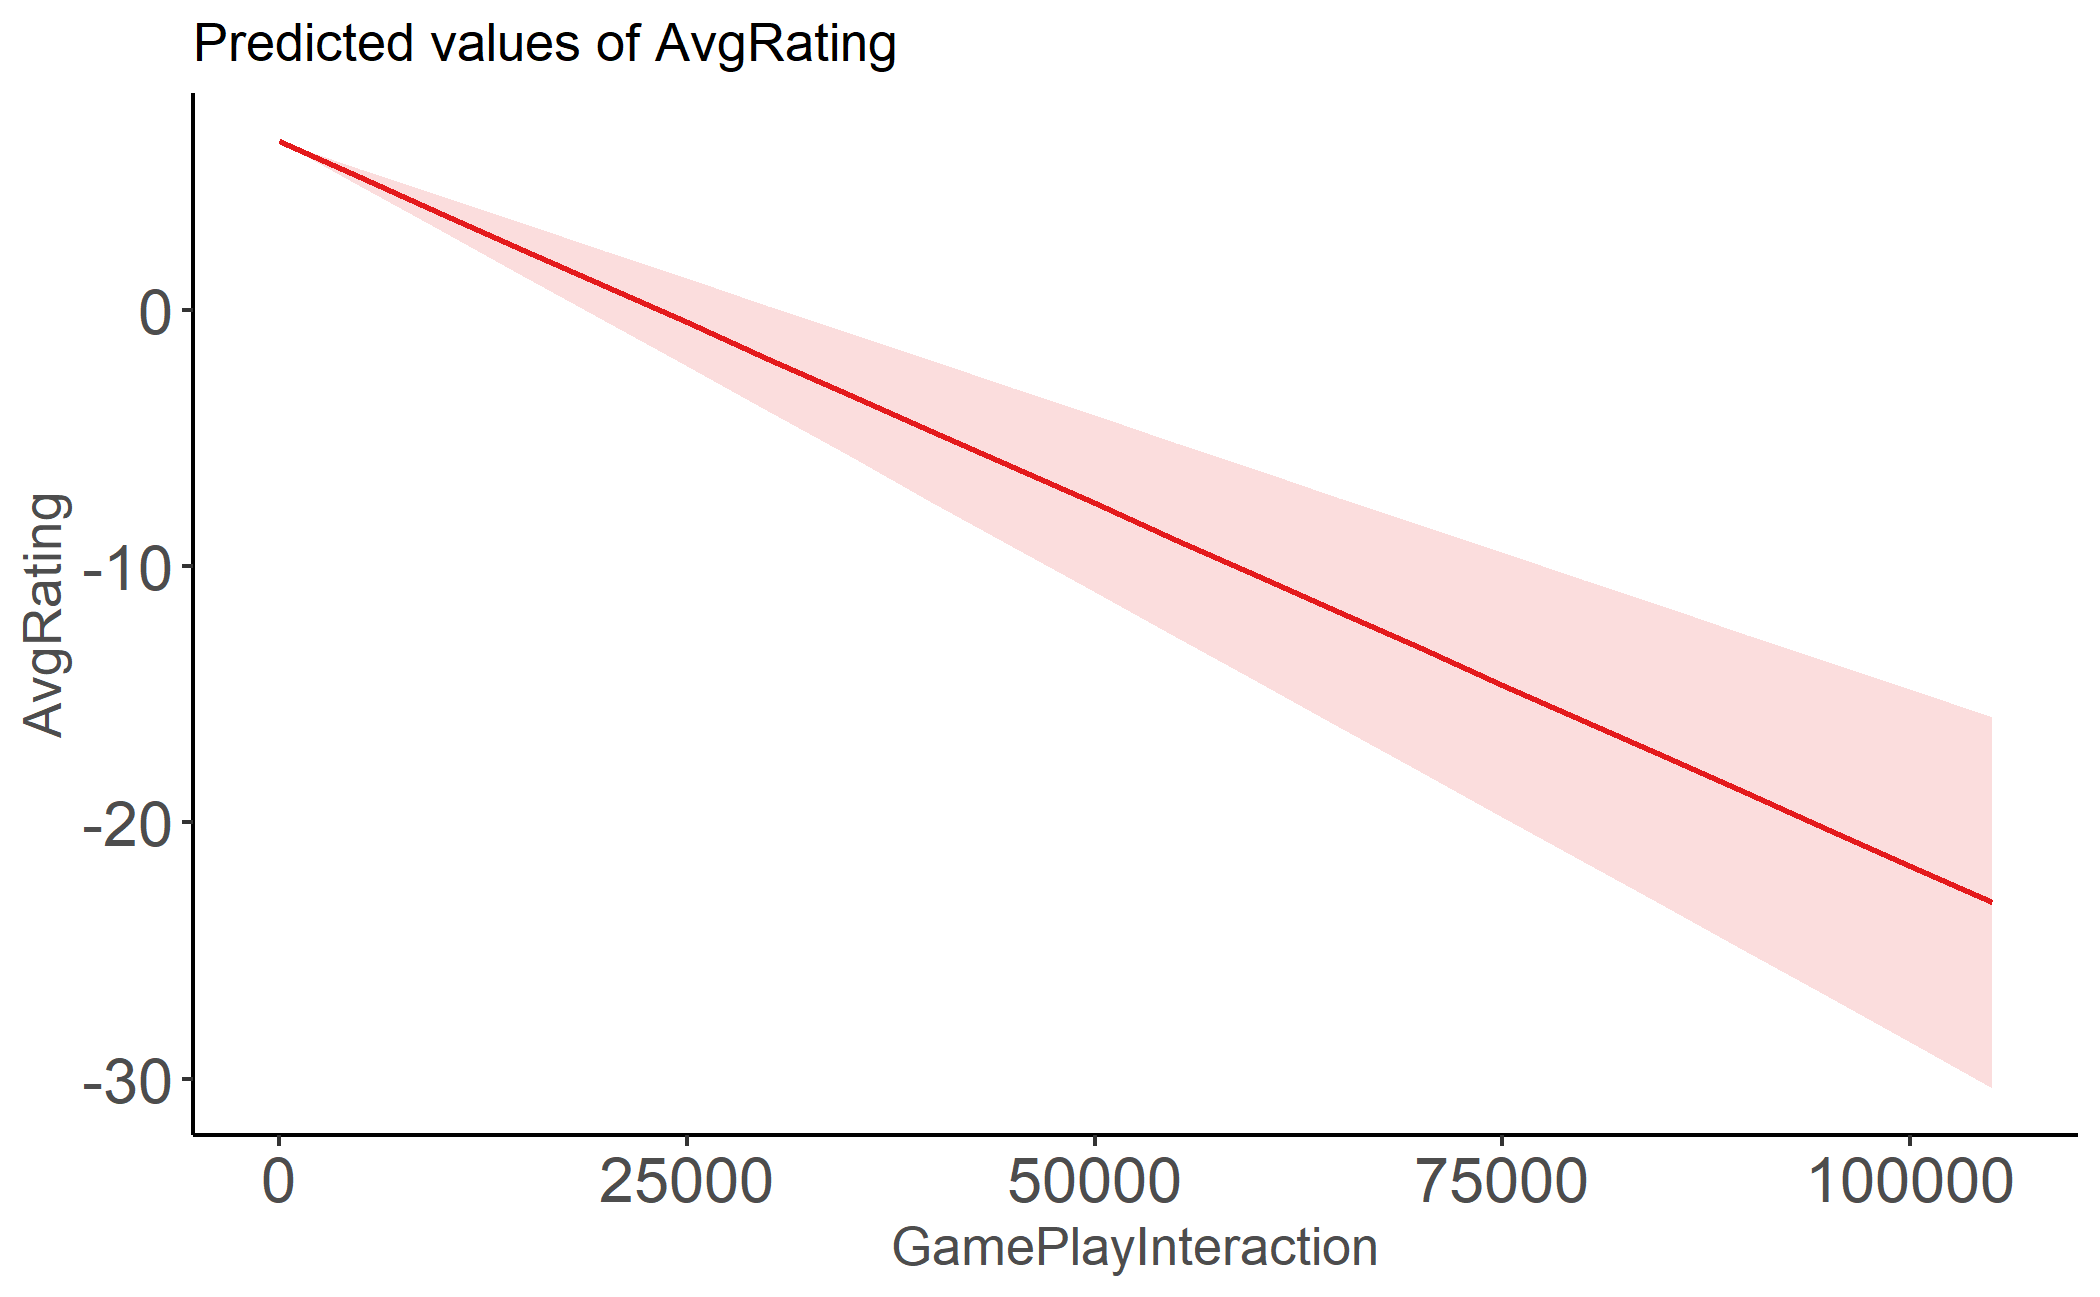 Predicted values of AvgRating
AvgRating
0
-10
-20
-30
0 25000 50000 75000 100000
GamePlayInteraction